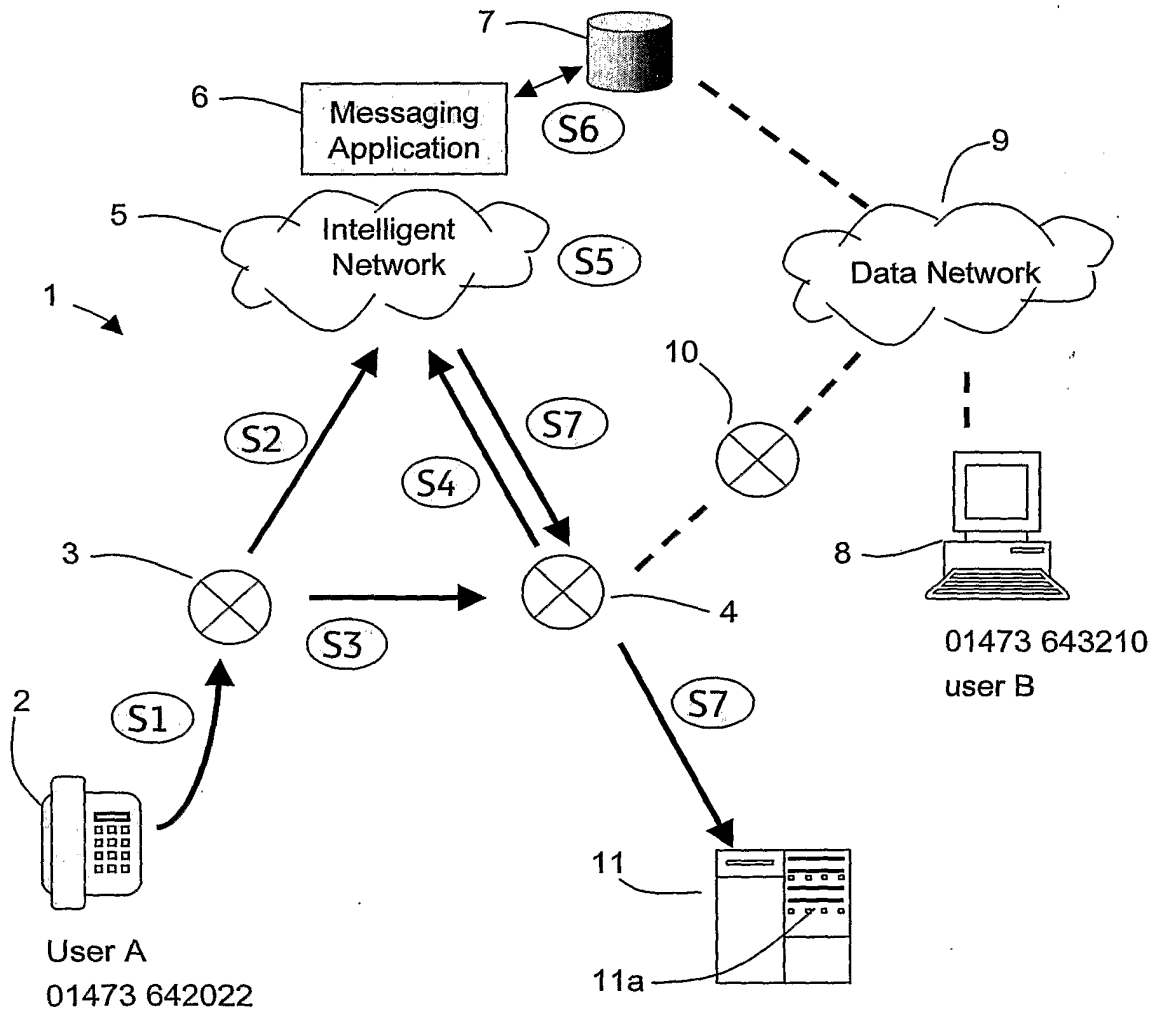 7
6
Messaging
Application
S6
9
5
Intelligent
Network
S5
Data Network
1
10
S2
S7
S4
3
8
4
S3
01473 643210
user B
2
S1
S7
11
11a
User A
01473 642022